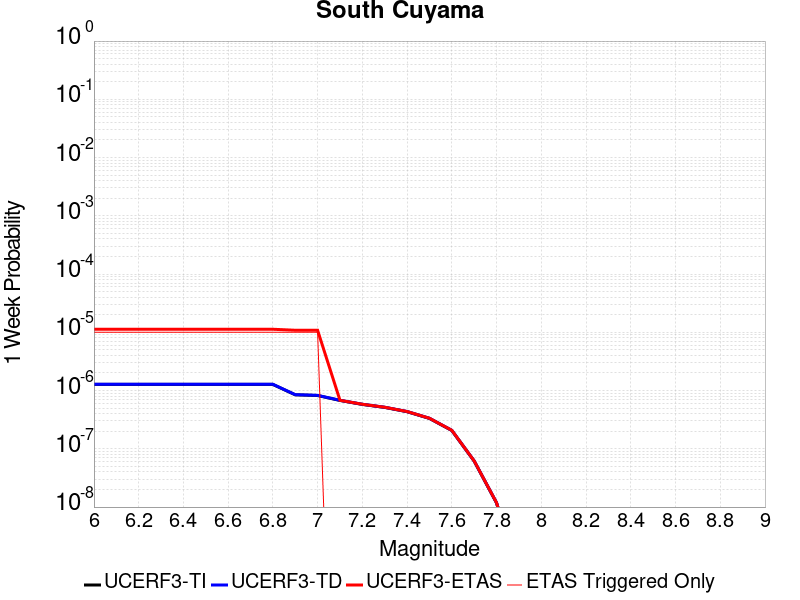 South Cuyama
10^0
10^-1
10^-2
10^-3
10^-4
10^-5
10^-6
10^-7
10^-8
1 Week Probability
6 6.2 6.4 6.6 6.8 7 7.2 7.4 7.6 7.8 8 8.2 8.4 8.6 8.8 9
Magnitude
UCERF3-TI UCERF3-TD UCERF3-ETAS ETAS Triggered Only